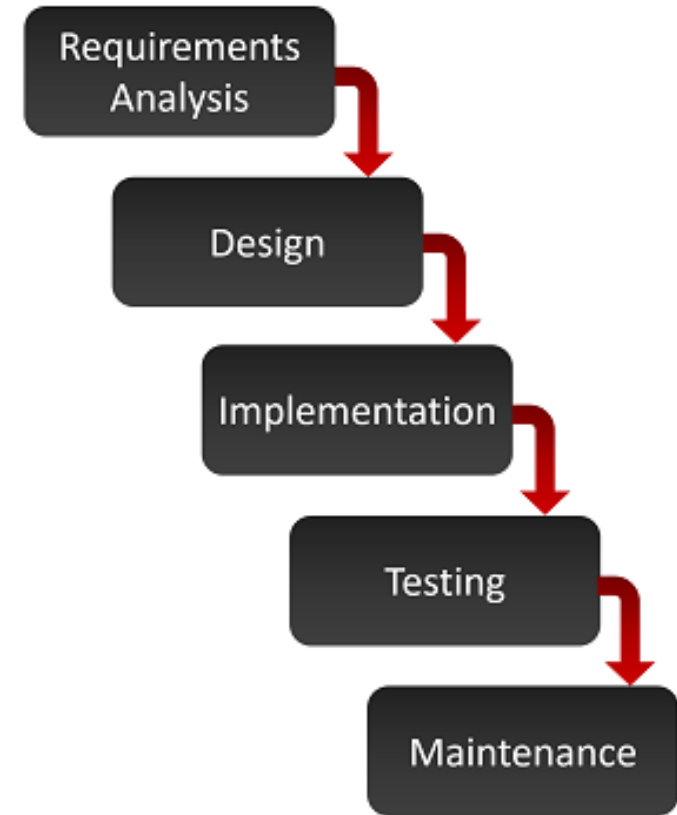 Requirements
Analysis
Design
Implementation
Testing
Maintenance